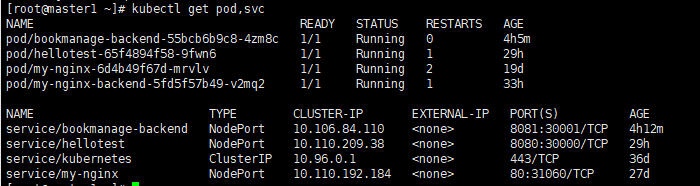 [root@master1 ~]# kubectl get pod,svc
NAME READY STATUS RESTARTS AGE
pod/bookmanage-backend-55bcb6b9c8-4zm8c 1/1 Running 0 4h5m
pod/hellotest-65f4894f58-9fwn6 1/1 Running 1 29h
pod/my-nginx-6d4b49f67d-mrvlv 1/1 Running 2 19d
pod/my-nginx-backend-5fd5f57b49-v2mq2 1/1 Running 1 33h
NAME TYPE CLUSTER-IP EXTERNAL-IP PORT(S) AGE
service/bookmanage-backend NodePort 10.106.84.110 <none> 8081:30001/TCP 4h12m
service/hellotest NodePort 10.110.209.38 <none> 8080:30000/TCP 29h
service/kubernetes ClusterIP 10.96.0.1 <none> 443/TCP 36d
service/my-nginx NodePort 10.110.192.184 <none> 80:31060/TCP 27d
[root@master1 ~]#